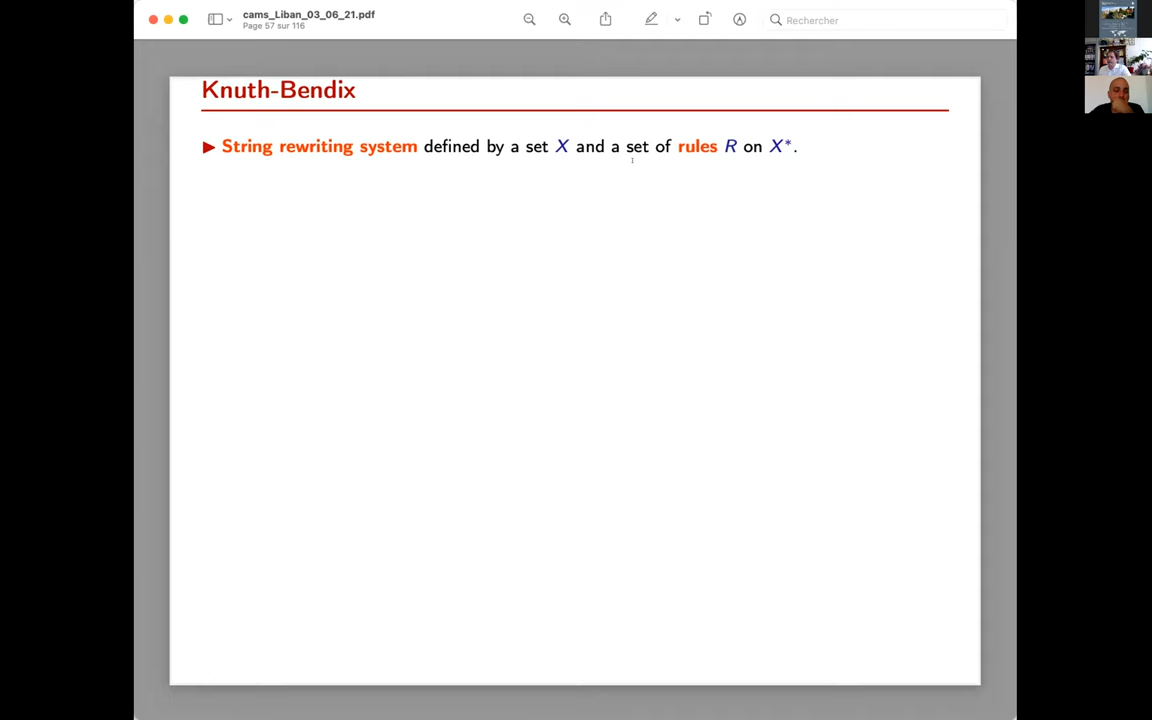 cams_Liban_03_06_21.pdf
Page 57 sur 116
Rechercher
Knuth-Bendix
▶ String rewriting system defined by a set X and a set of rules R on X*.